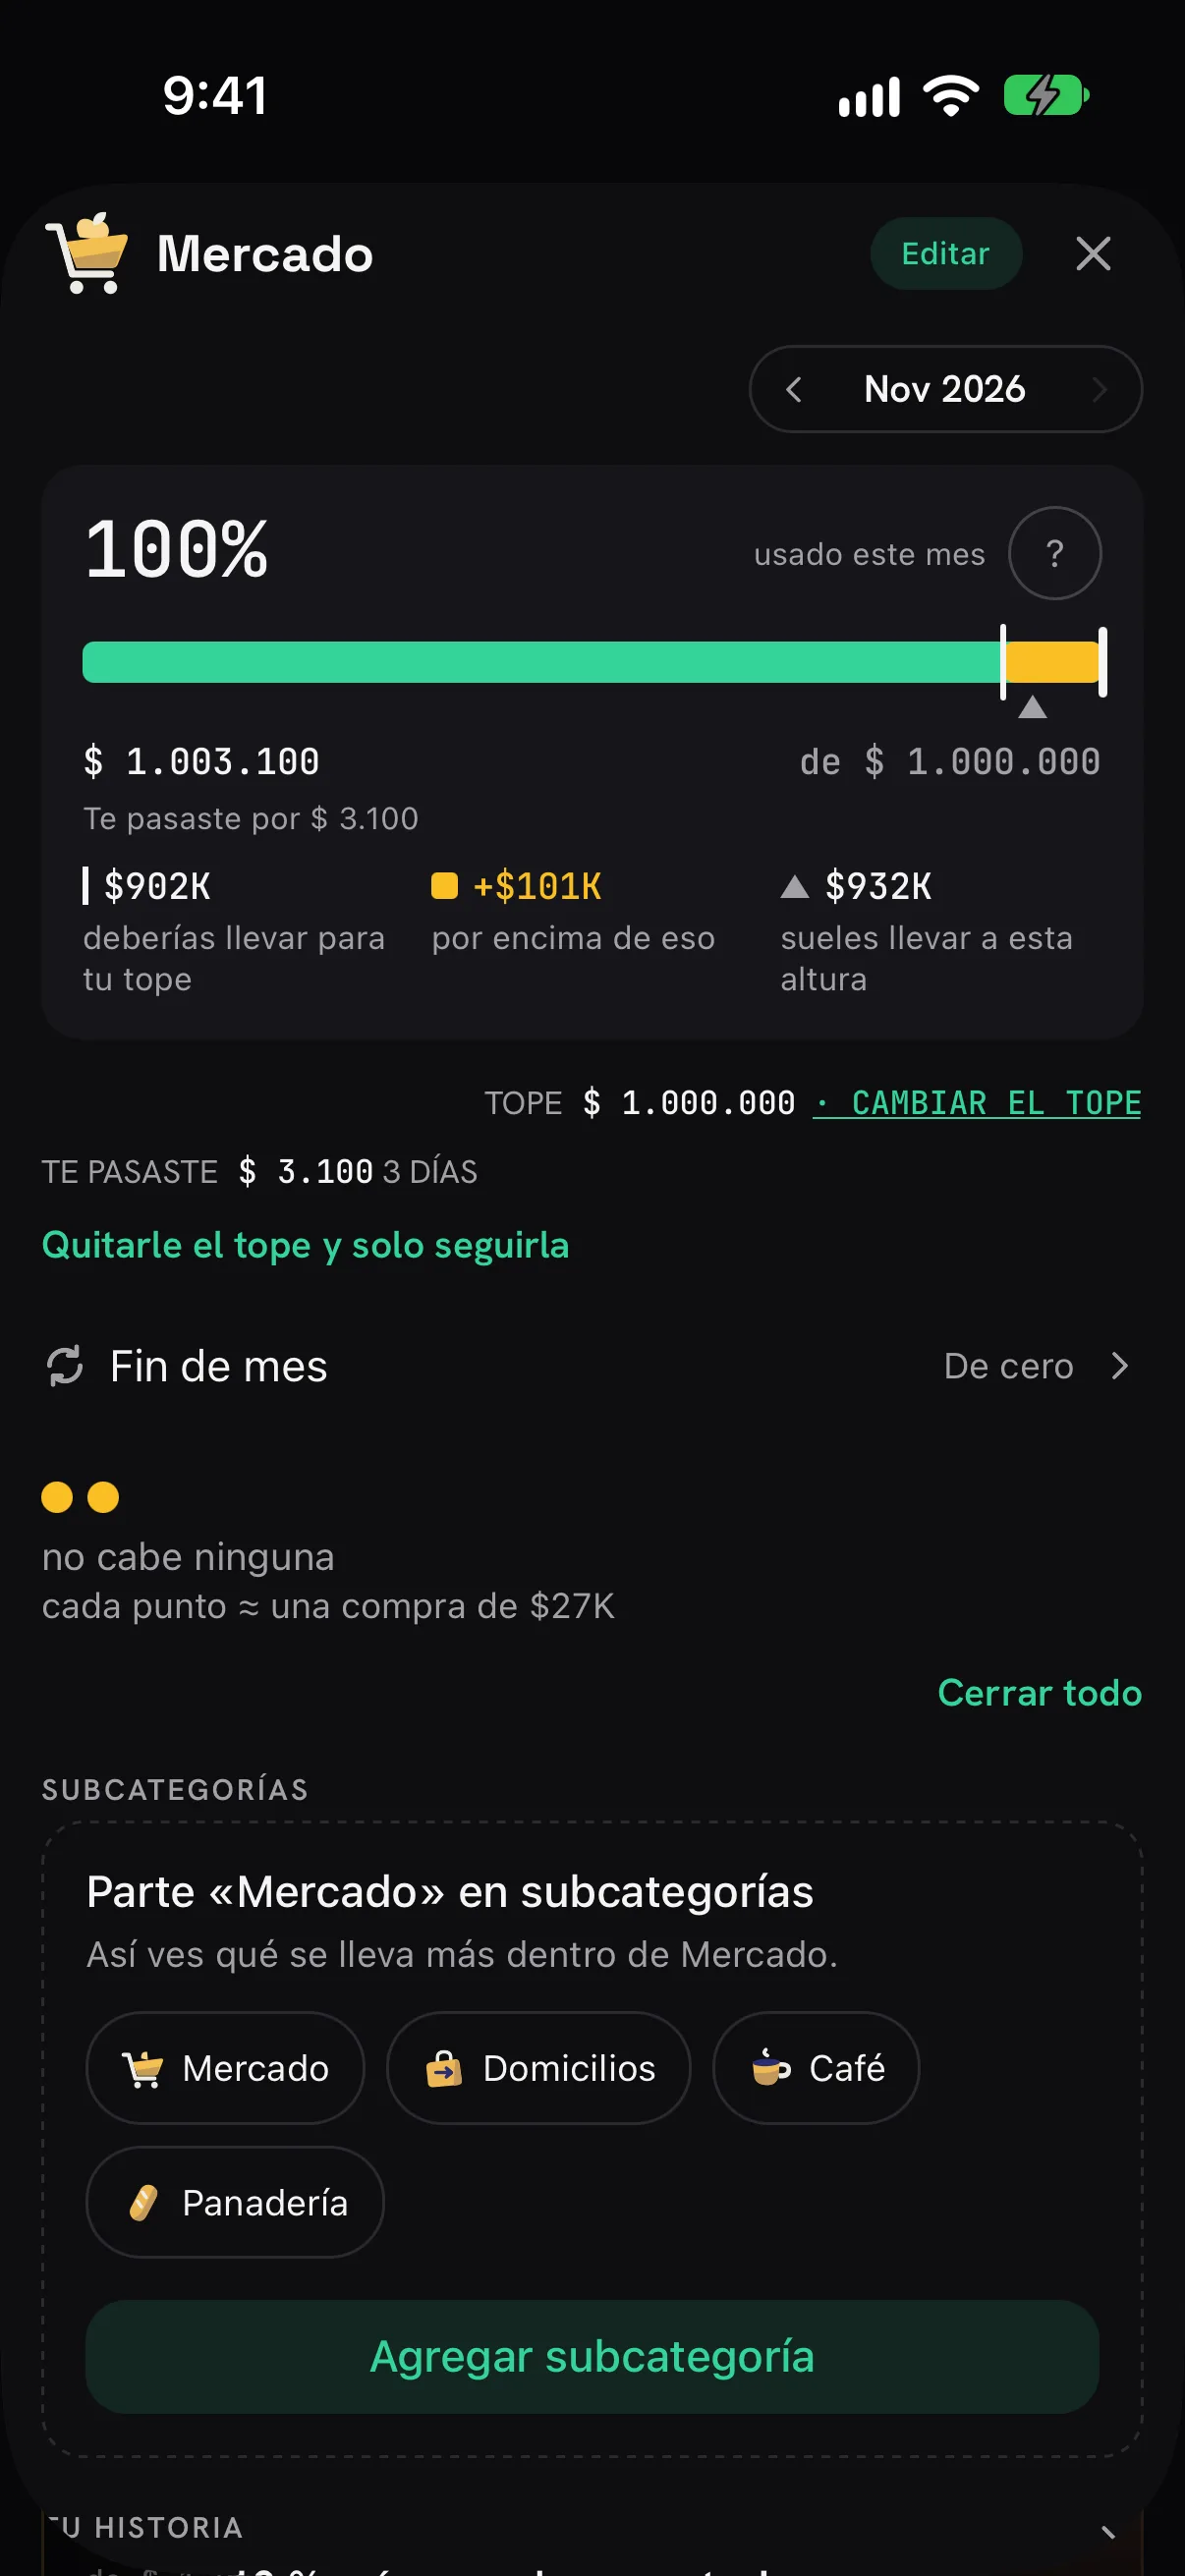 9:41
Mercado
Editar
Nov 2026
100%
usado este mes
?
$ 1.003.100
de $ 1.000.000
Te pasaste por $ 3.100
$902K
deberías llevar para
tu tope
+$101K
por encima de eso
$932K
sueles llevar a esta
altura
TOPE $ 1.000.000 · CAMBIAR EL TOPE
TE PASASTE $ 3.100 3 DÍAS
Quitarle el tope y solo seguirla
Fin de mes
De cero
no cabe ninguna
cada punto ≈ una compra de $27K
Cerrar todo
SUBCATEGORÍAS
Parte «Mercado» en subcategorías
Así ves qué se lleva más dentro de Mercado.
Mercado
Domicilios
Café
Panadería
Agregar subcategoría
TU HISTORIA